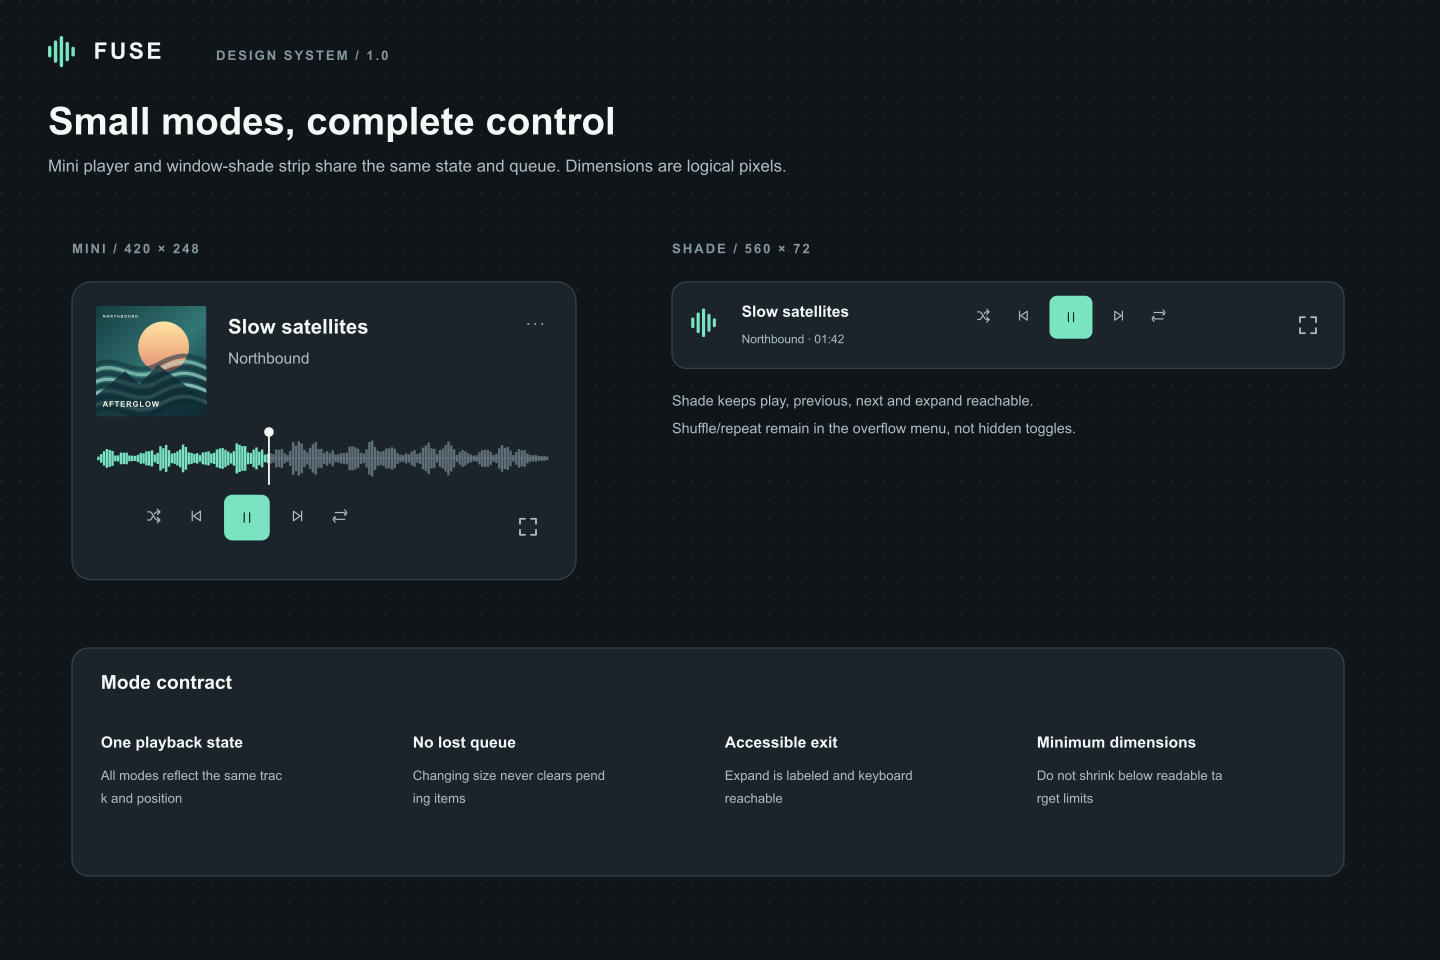 FUSE
DESIGN SYSTEM / 1.0
Small modes, complete control
Mini player and window-shade strip share the same state and queue. Dimensions are logical pixels.
MINI / 420 × 248
NORTHBOUND
AFTERGLOW
Slow satellites
Northbound
...
SHADE / 560 × 72
Slow satellites
Northbound · 01:42
Shade keeps play, previous, next and expand reachable.
Shuffle/repeat remain in the overflow menu, not hidden toggles.
Mode contract
One playback state
All modes reflect the same trac
k and position
No lost queue
Changing size never clears pend
ing items
Accessible exit
Expand is labeled and keyboard
reachable
Minimum dimensions
Do not shrink below readable ta
rget limits